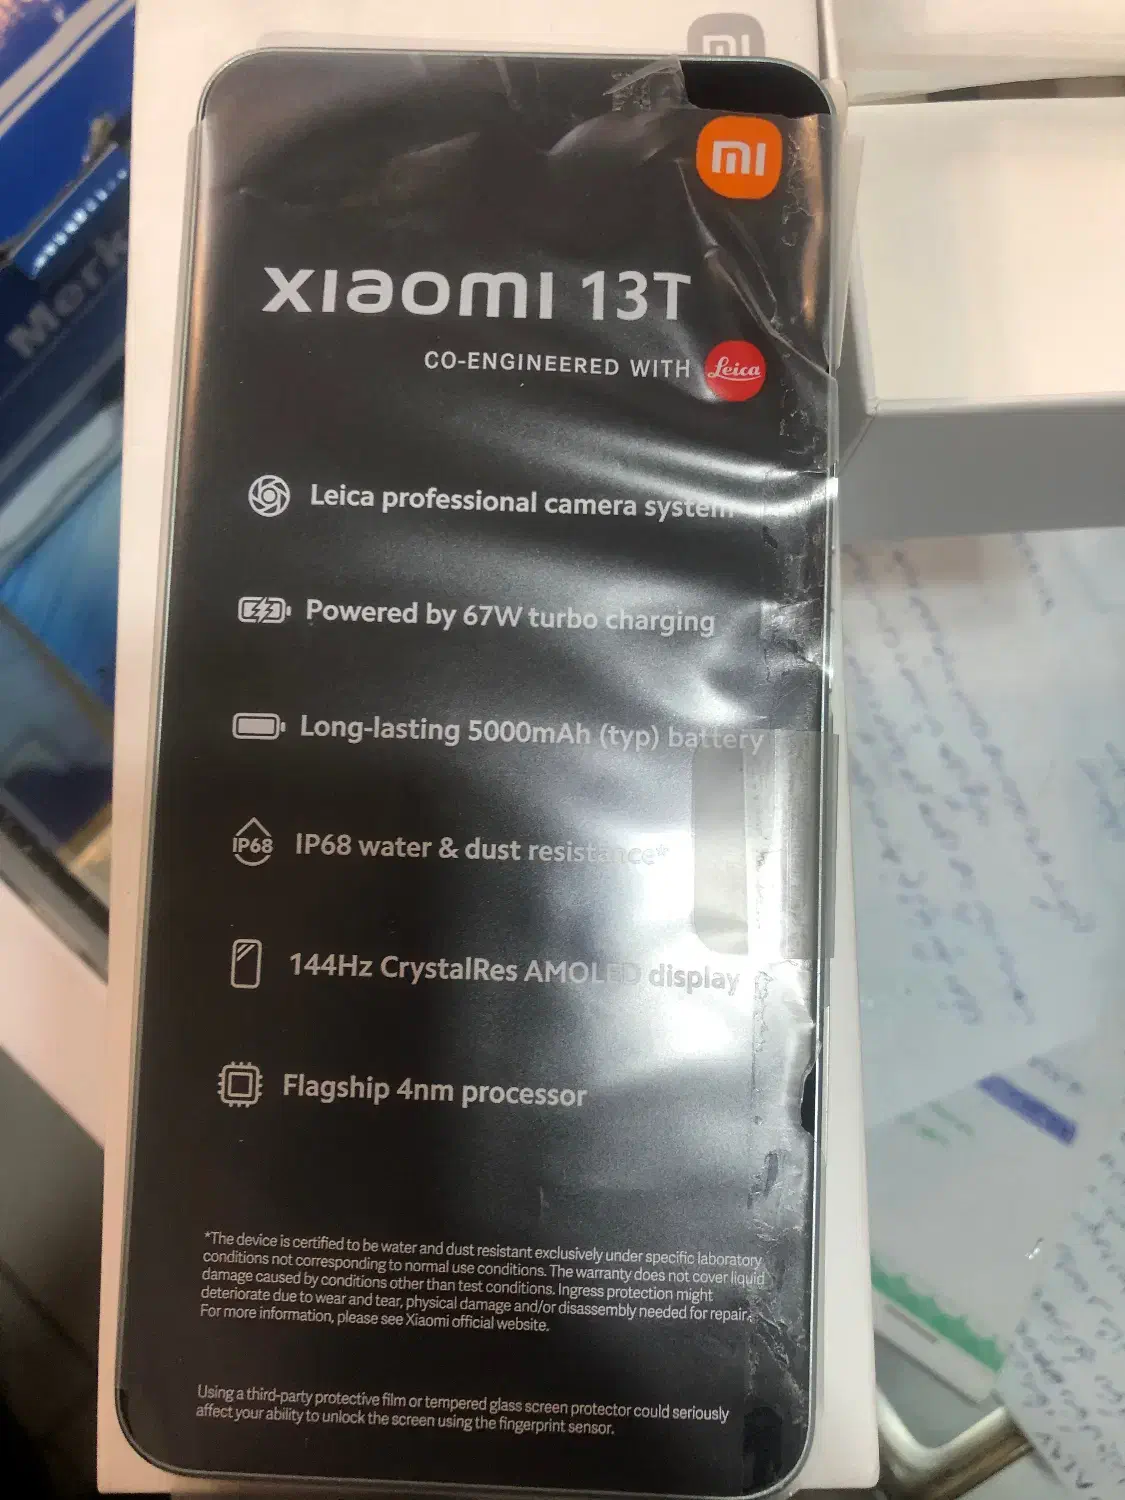 mi
mi
xiaomi 13T
CO-ENGINEERED WITH Leica
Leica professional camera system
Powered by 67W turbo charging
Long-lasting 5000mAh (typ) battery
IP68 IP68 water & dust resistance*
144Hz CrystalRes AMOLED display
Flagship 4nm processor
*The device is certified to be water and dust resistant exclusively under specific laboratory
conditions not corresponding to normal use conditions. The warranty does not cover liquid
damage caused by conditions other than test conditions. Ingress protection might
deteriorate due to wear and tear, physical damage and/or disassembly needed for repair.
For more information, please see Xiaomi official website.
Using a third-party protective film or tempered glass screen protector could seriously
affect your ability to unlock the screen using the fingerprint sensor.